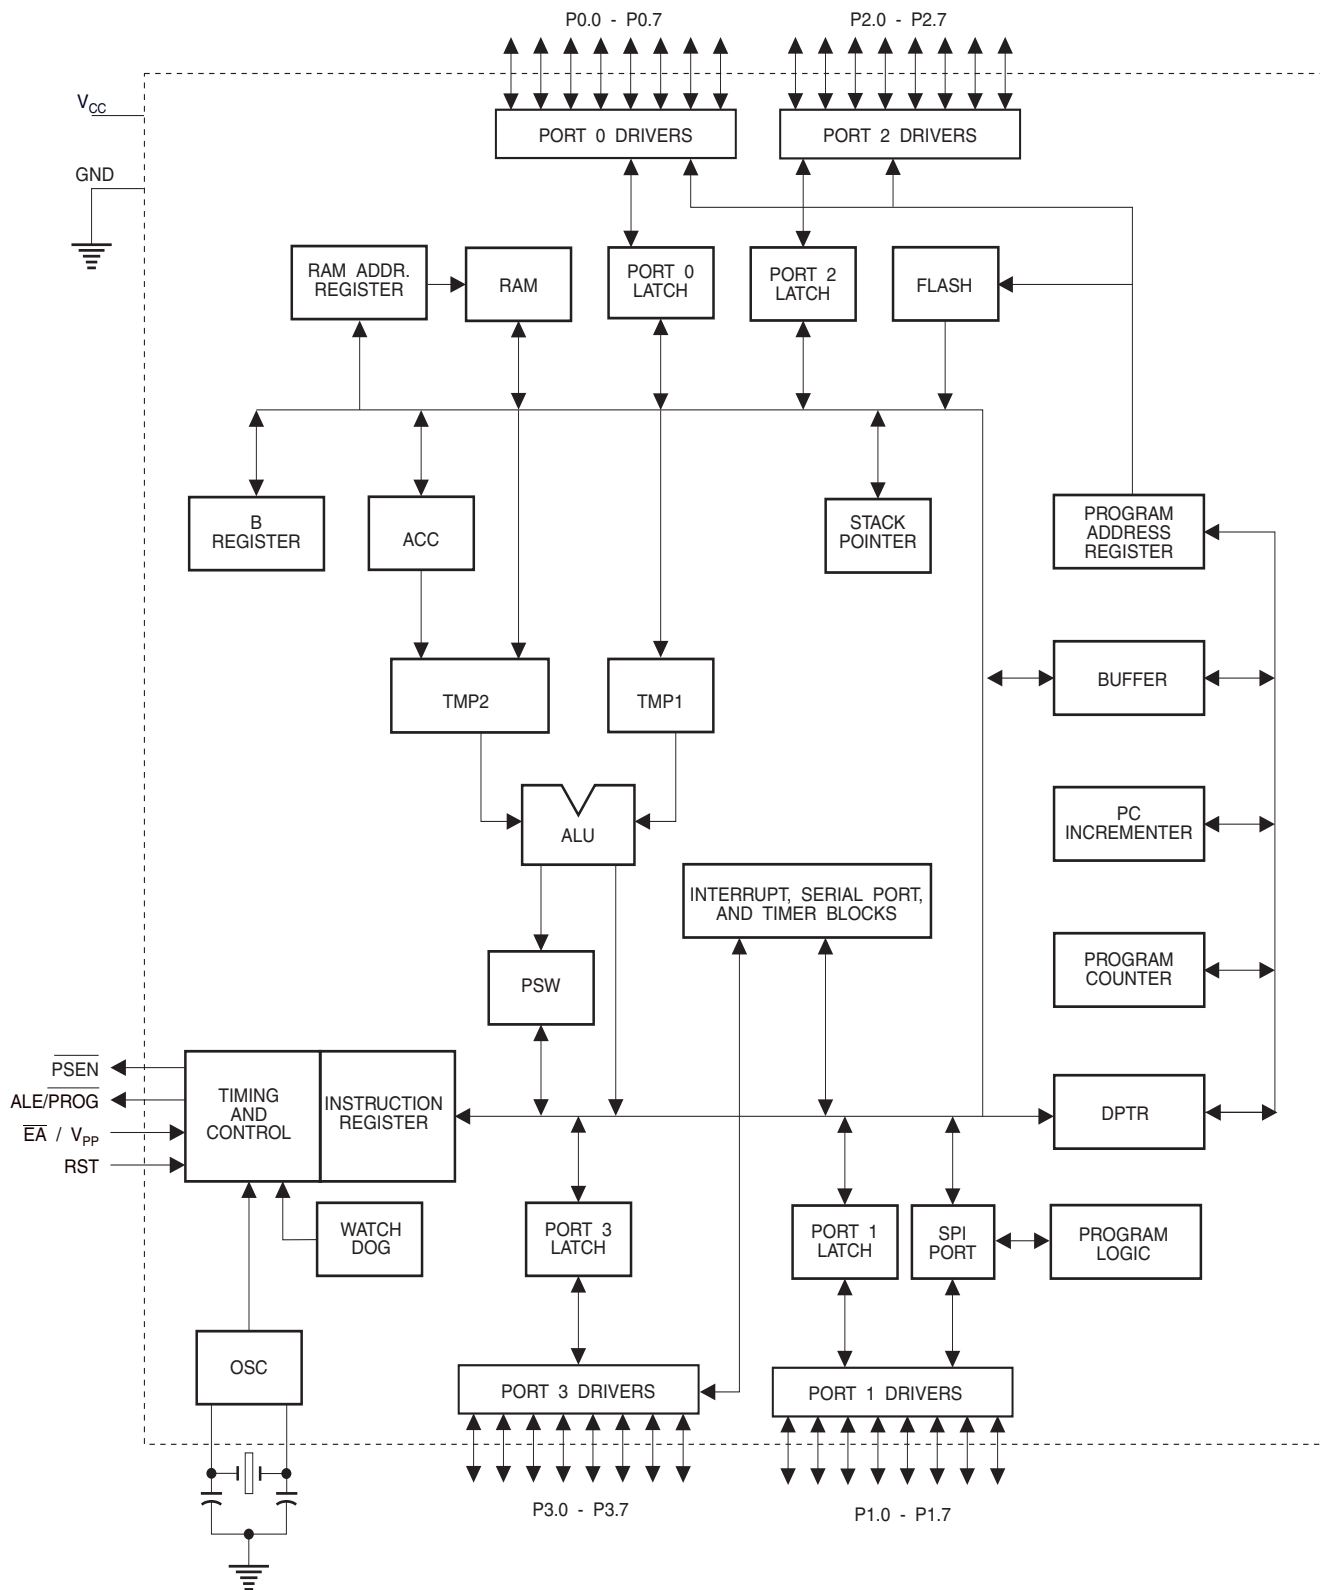 P0.0 - P0.7
P2.0 - P2.7
VCC
PORT 0 DRIVERS
PORT 2 DRIVERS
GND
RAM ADDR.
REGISTER
RAM
PORT 0
LATCH
PORT 2
LATCH
FLASH
B
REGISTER
ACC
STACK
POINTER
PROGRAM
ADDRESS
REGISTER
TMP2
TMP1
BUFFER
ALU
PC
INCREMENTER
INTERRUPT, SERIAL PORT,
AND TIMER BLOCKS
PSW
PROGRAM
COUNTER
PSEN
ALE/PROG
EA / VPP
RST
TIMING
AND
CONTROL
INSTRUCTION
REGISTER
DPTR
WATCH
DOG
PORT 3
LATCH
PORT 1
LATCH
SPI
PORT
PROGRAM
LOGIC
OSC
PORT 3 DRIVERS
PORT 1 DRIVERS
P3.0 - P3.7
P1.0 - P1.7